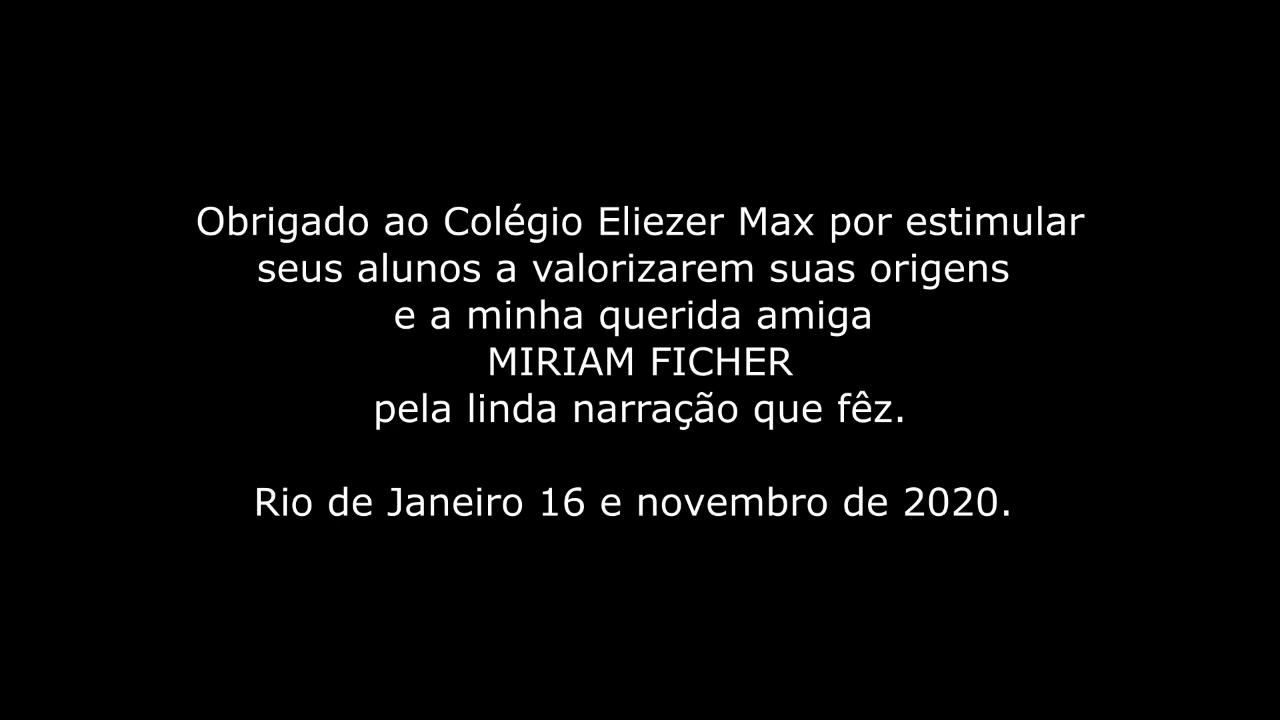 Obrigado ao Colégio Eliezer Max por estimular
seus alunos a valorizarem suas origens
e a minha querida amiga
MIRIAM FICHER
pela linda narração que fêz.
Rio de Janeiro 16 e novembro de 2020.